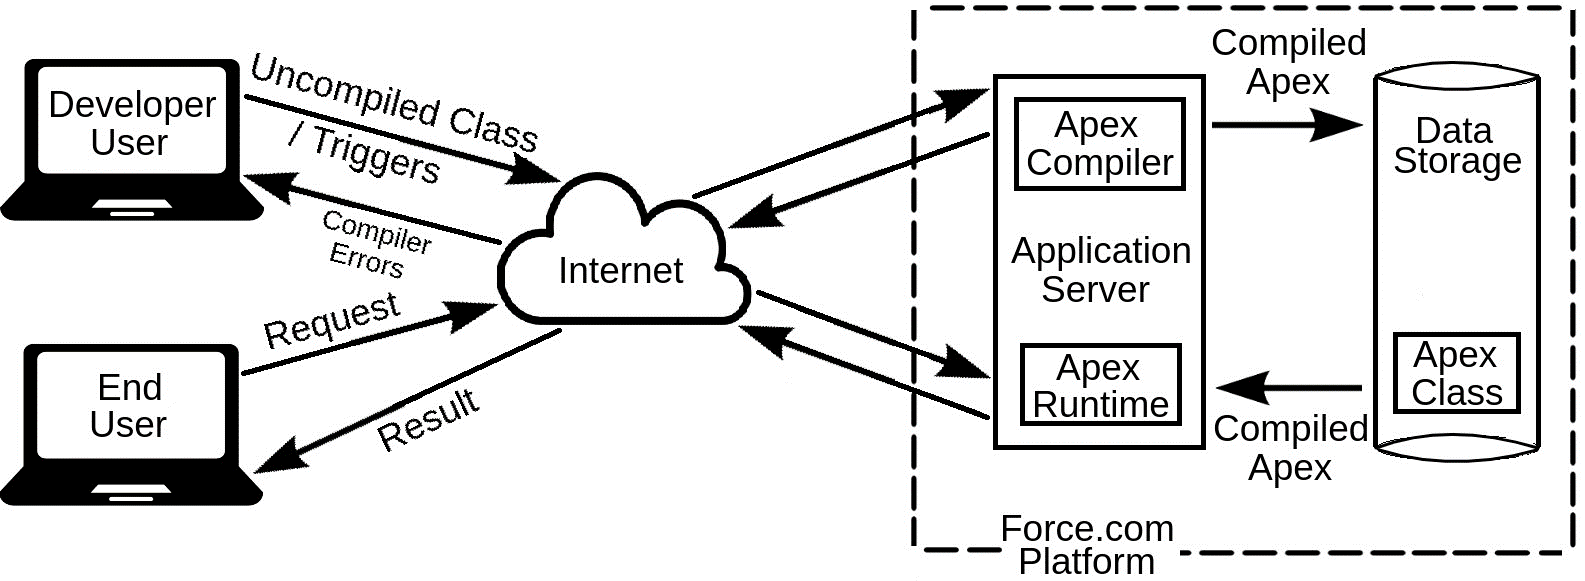 Developer
User
Uncompiled Class
/ Triggers
Compiler
Errors
Request
End
User
Result
Internet
Apex
Compiler
Application
Server
Apex
Runtime
Compiled
Apex
Data
Storage
Apex
Class
Compiled
Apex
Force.com
Platform